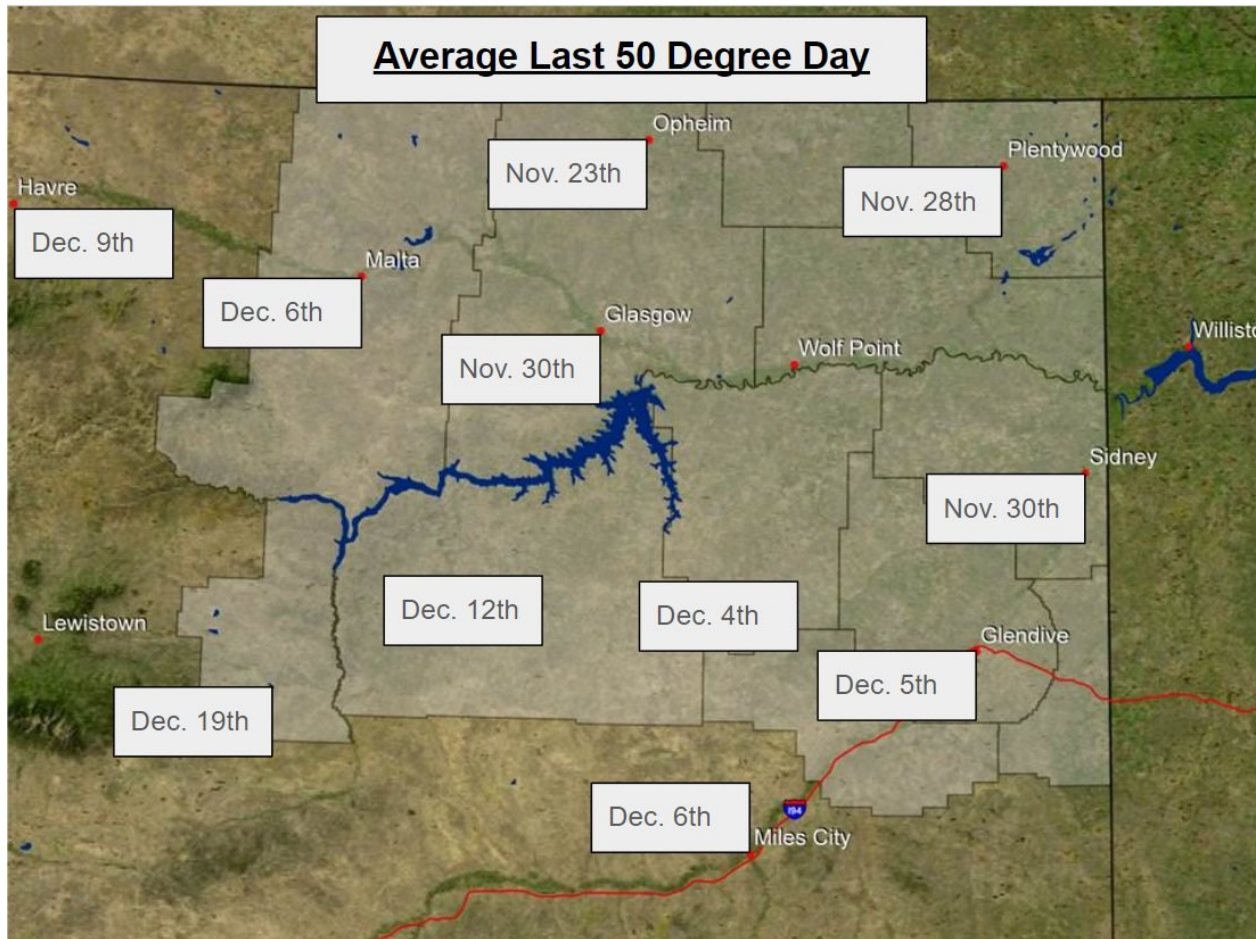 Average Last 50 Degree Day
Opheim
Nov. 23th
Plentywood
Nov. 28th
Havre
Dec. 9th
Malta
Dec. 6th
Glasgow
Nov. 30th
Wolf Point
Willisto
Sidney
Nov. 30th
Dec. 12th
Dec. 4th
Lewistown
Glendive
Dec. 5th
Dec. 19th
Dec. 6th
194
Miles City